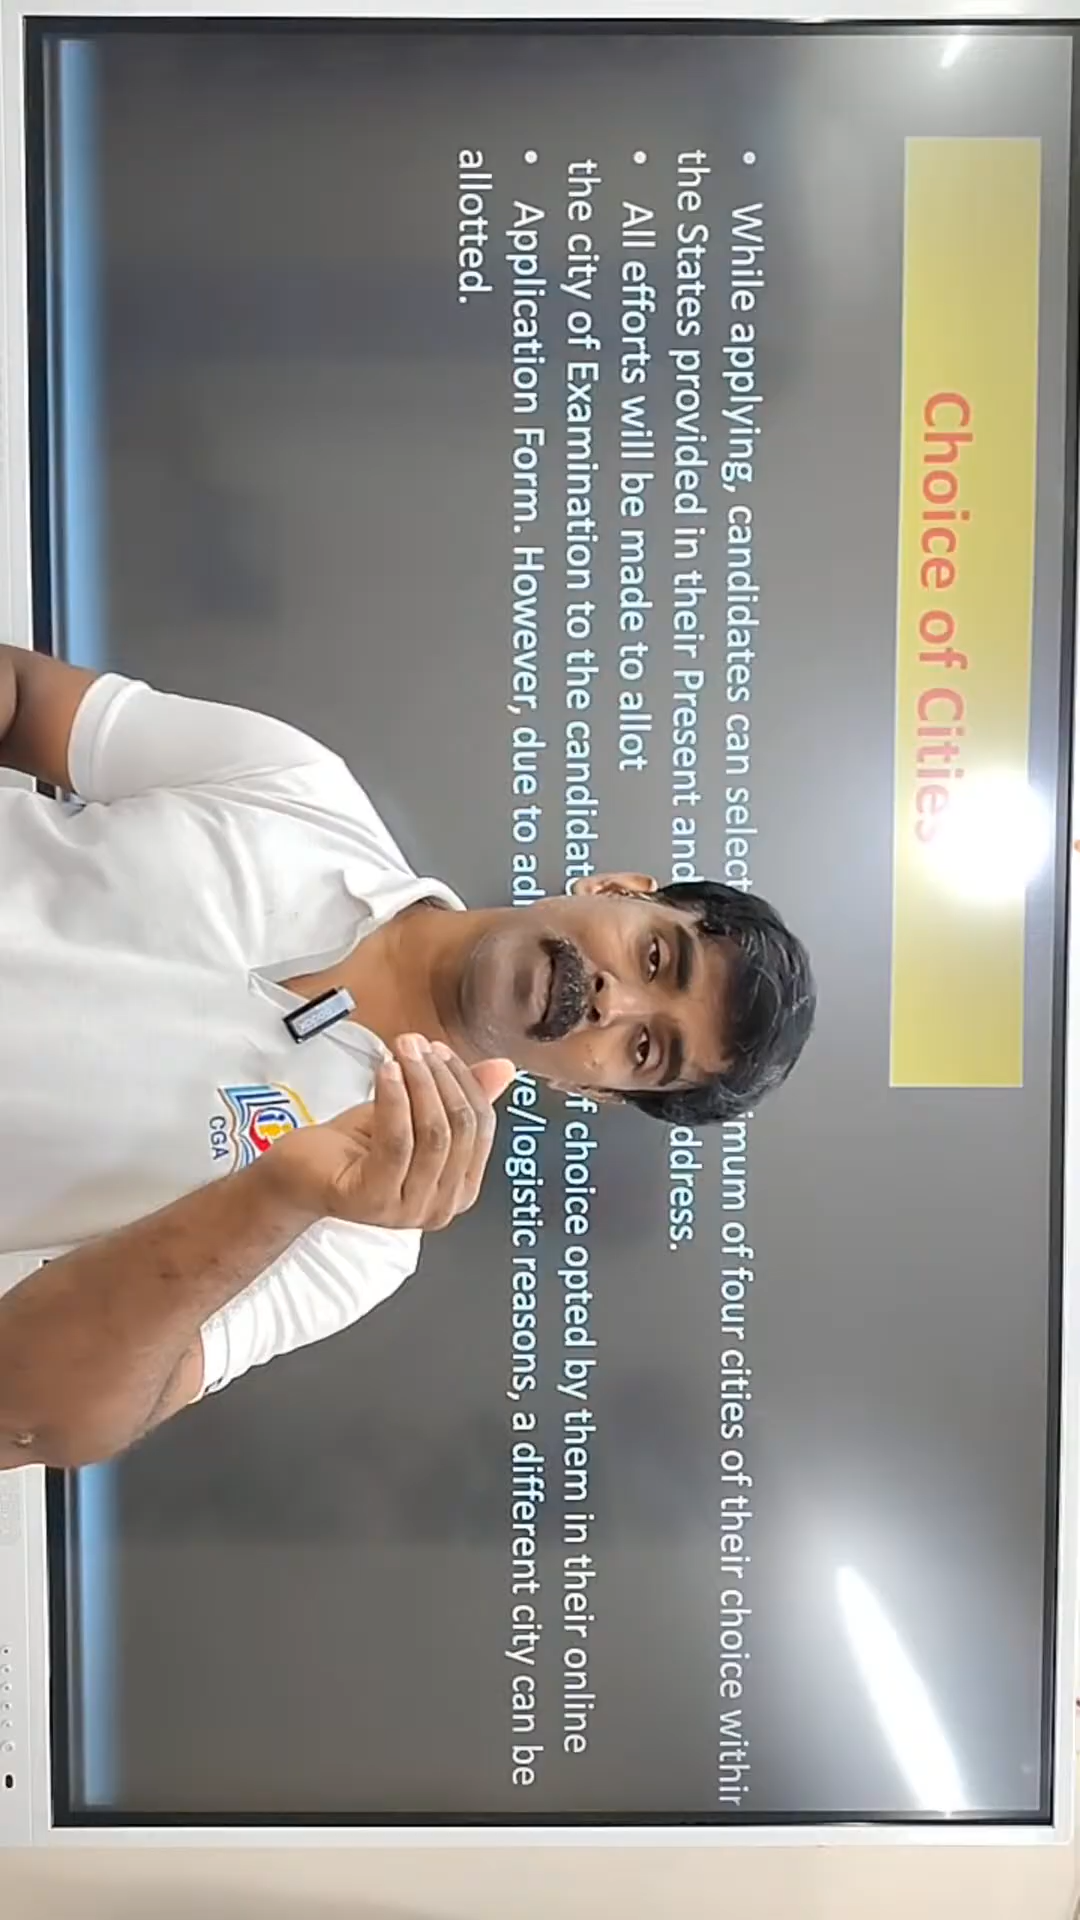 Choice of Cities
• While applying, candidates can select imum of four cities of their choice within
the States provided in their Present and ddress.
• All efforts will be made to allot
the city of Examination to the candidat f choice opted by them in their online
• Application Form. However, due to ad ve/logistic reasons, a different city can be
allotted.
CGA